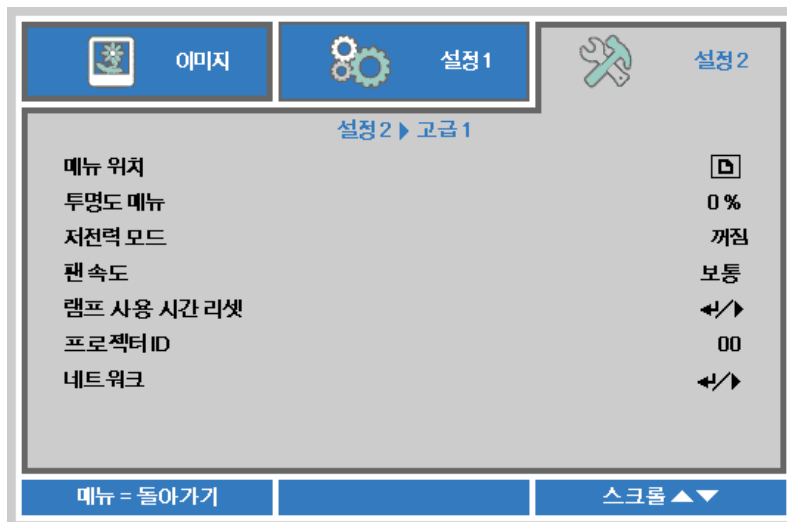 이미지 설정 1 설정 2
설정 2 ▶ 고급 1
메뉴 위치
투명도 메뉴 0 %
저전력 모드 꺼짐
팬 속도 보통
램프 사용 시간 리셋 ↵/▶
프로젝터 ID 00
네트워크 ↵/▶
메뉴 = 돌아가기 스크롤 ▲▼